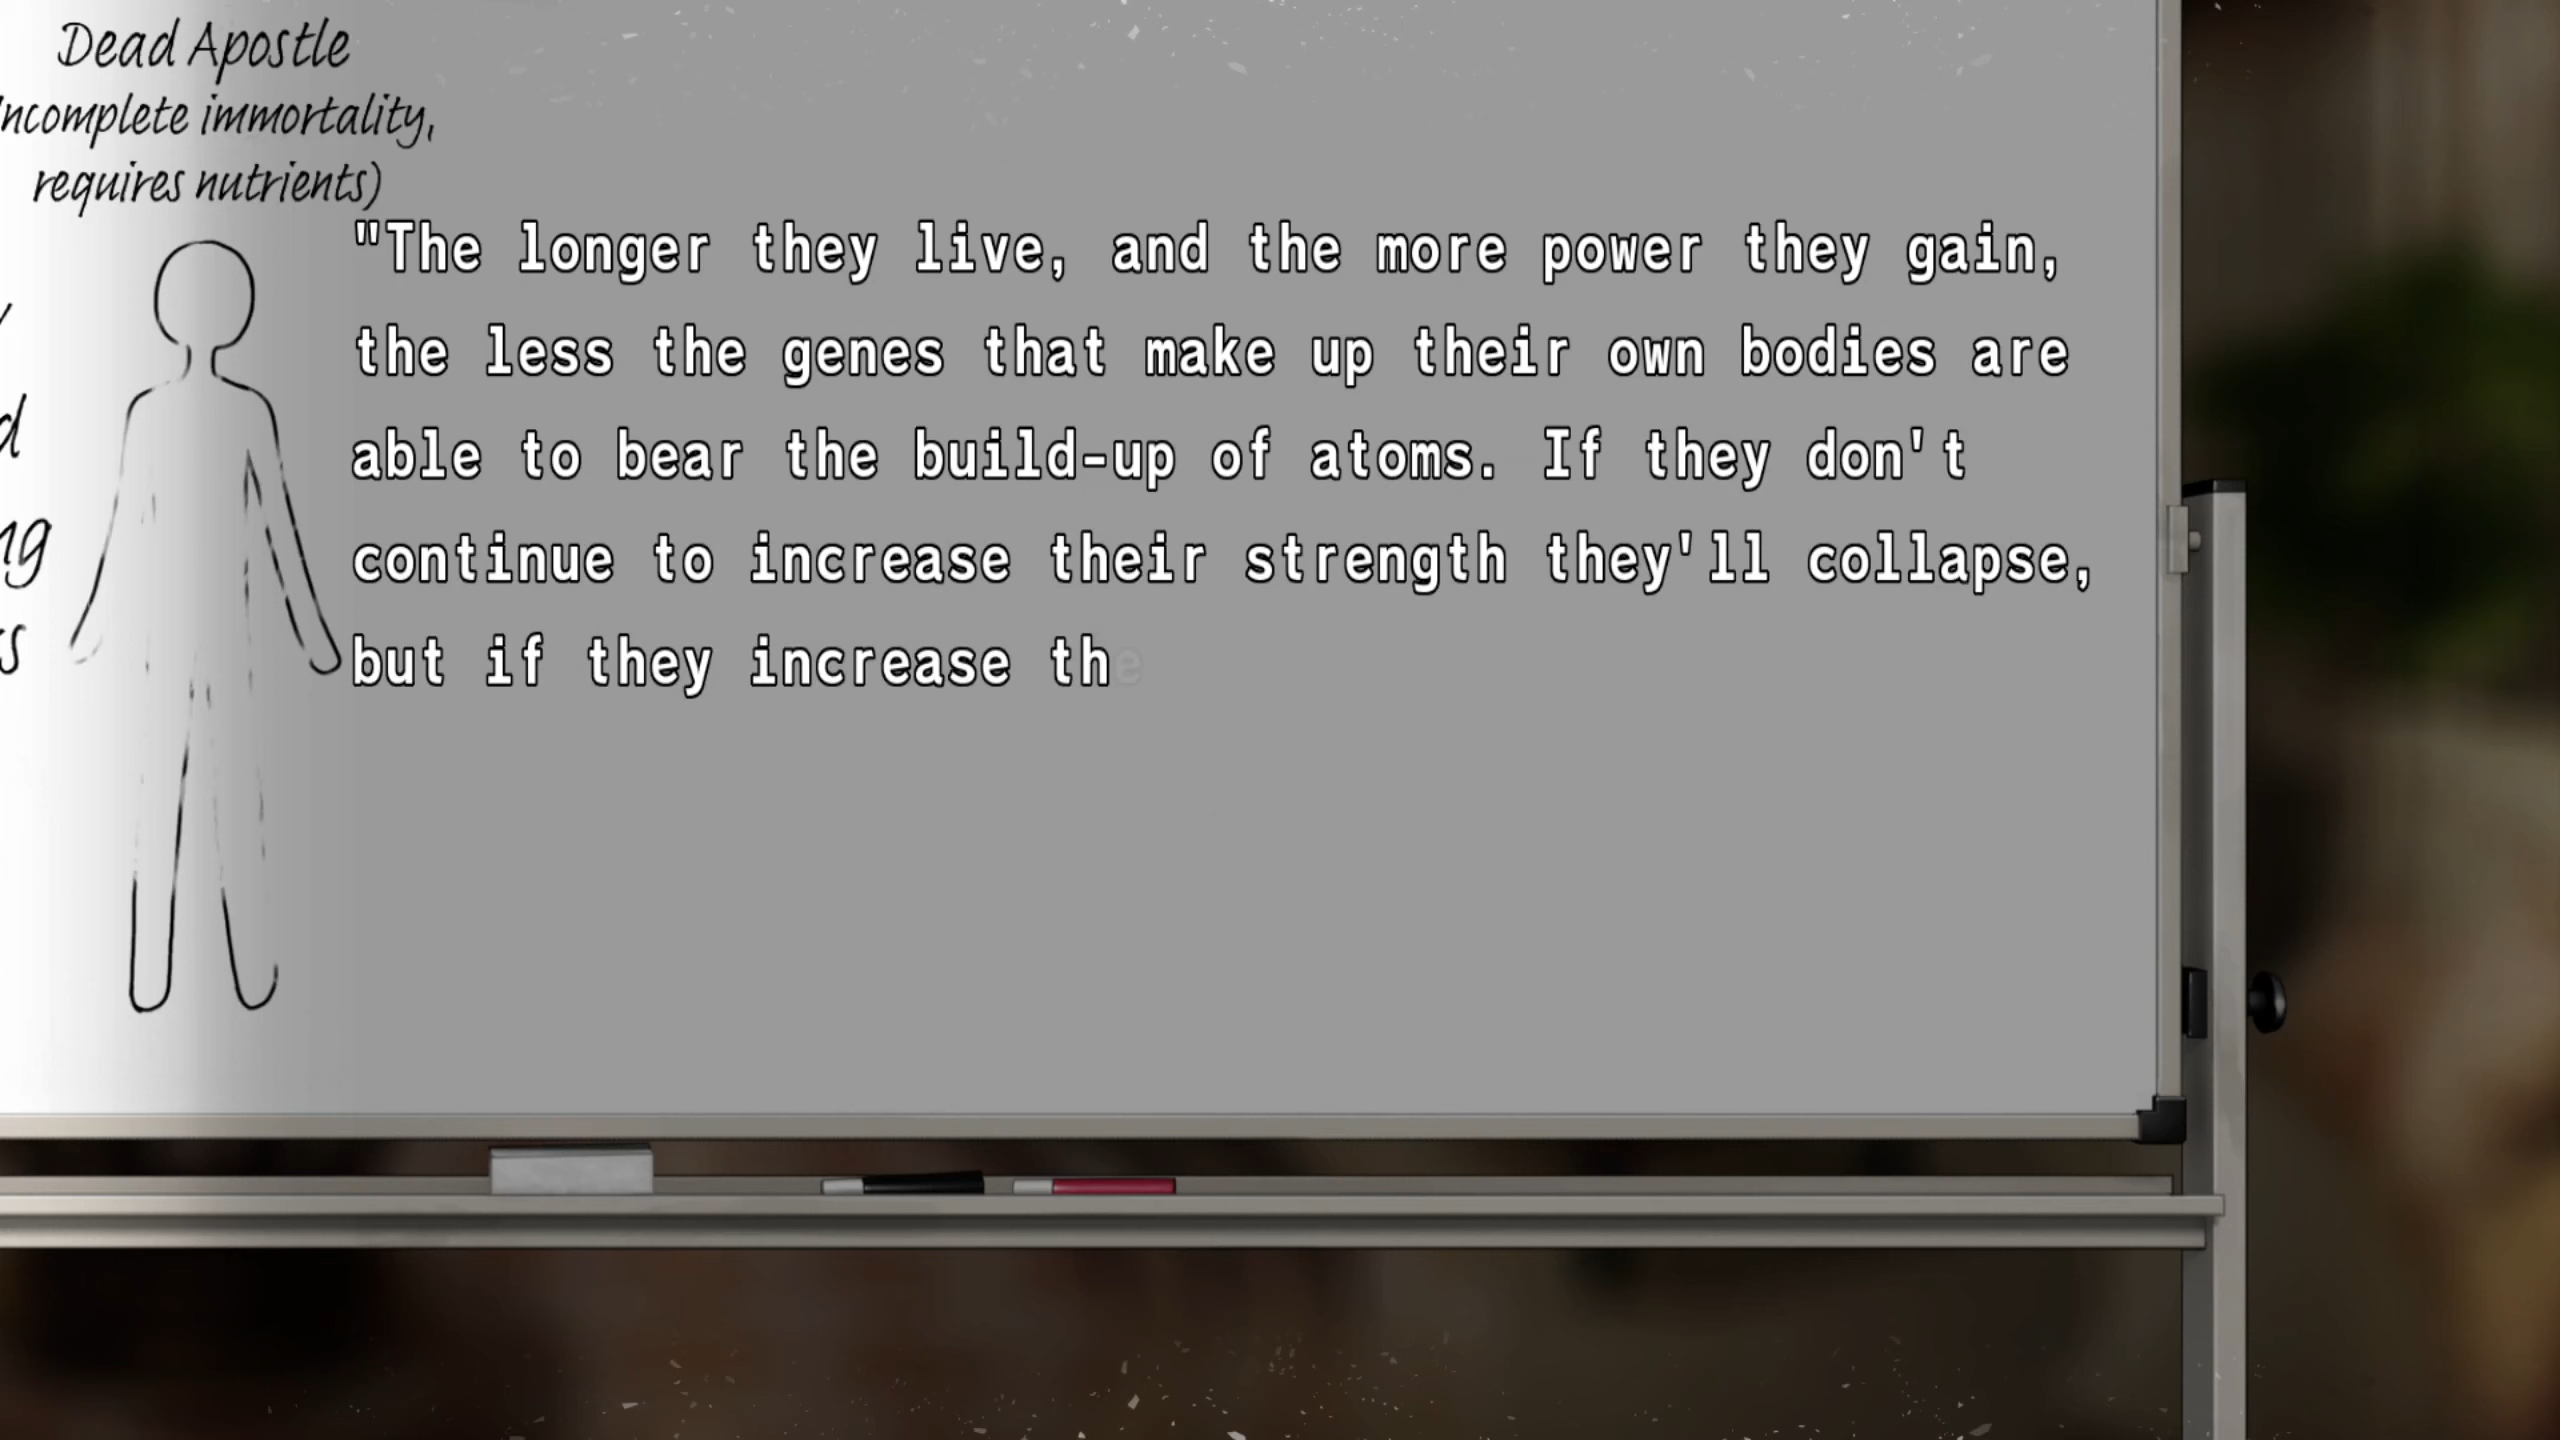 Dead Apostle
ncomplete immortality,
requires nutrients)
"The longer they live, and the more power they gain,
the less the genes that make up their own bodies are
able to bear the build-up of atoms. If they don't
continue to increase their strength they'll collapse,
but if they increase the